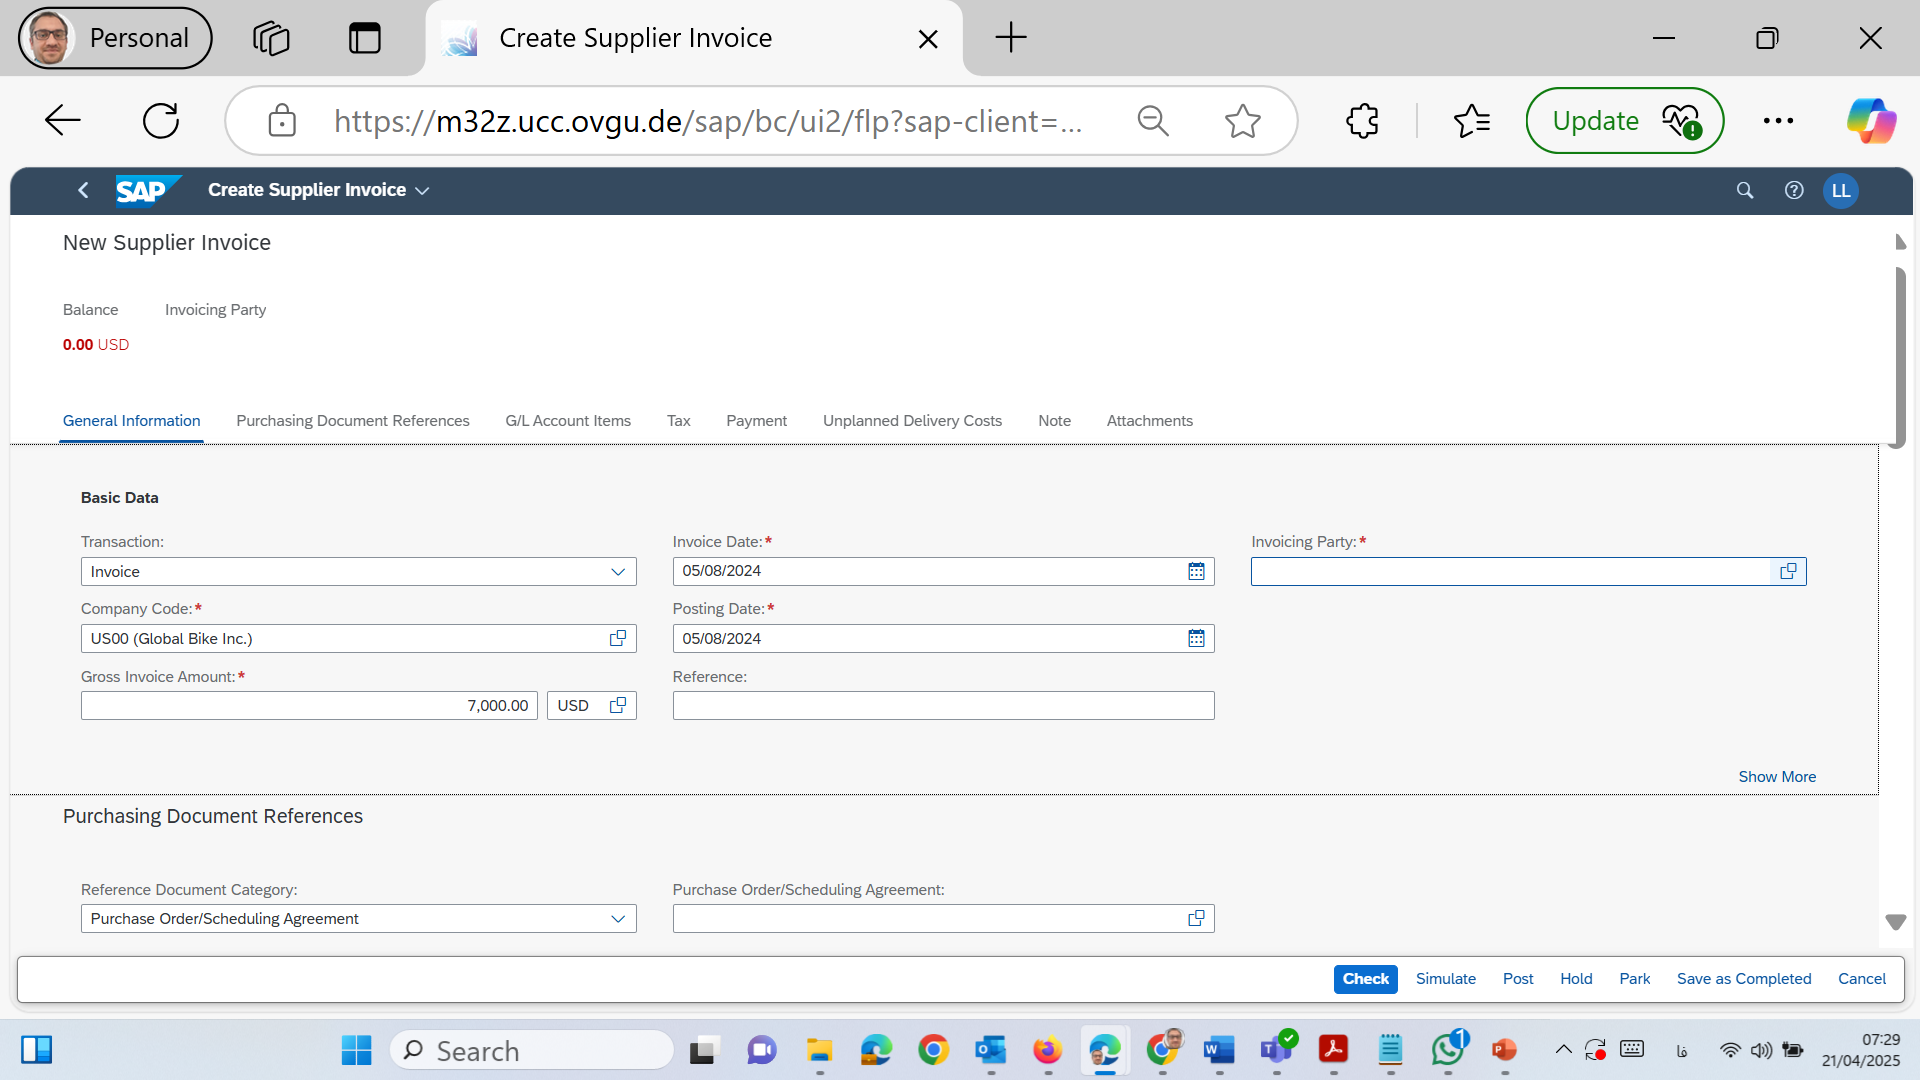 Personal
Create Supplier Invoice
https://m32z.ucc.ovgu.de/sap/bc/ui2/flp?sap-client=...
Update
SAP
Create Supplier Invoice
LL
New Supplier Invoice
Balance
Invoicing Party
0.00 USD
General Information
Purchasing Document References
G/L Account Items
Tax
Payment
Unplanned Delivery Costs
Note
Attachments
Basic Data
Transaction:
Invoice Date:*
Invoicing Party:*
Invoice
05/08/2024
Company Code:*
Posting Date:*
US00 (Global Bike Inc.)
05/08/2024
Gross Invoice Amount:*
Reference:
7,000.00
USD
Show More
Purchasing Document References
Reference Document Category:
Purchase Order/Scheduling Agreement:
Purchase Order/Scheduling Agreement
Check
Simulate
Post
Hold
Park
Save as Completed
Cancel
Search
1
فا
07:29
21/04/2025